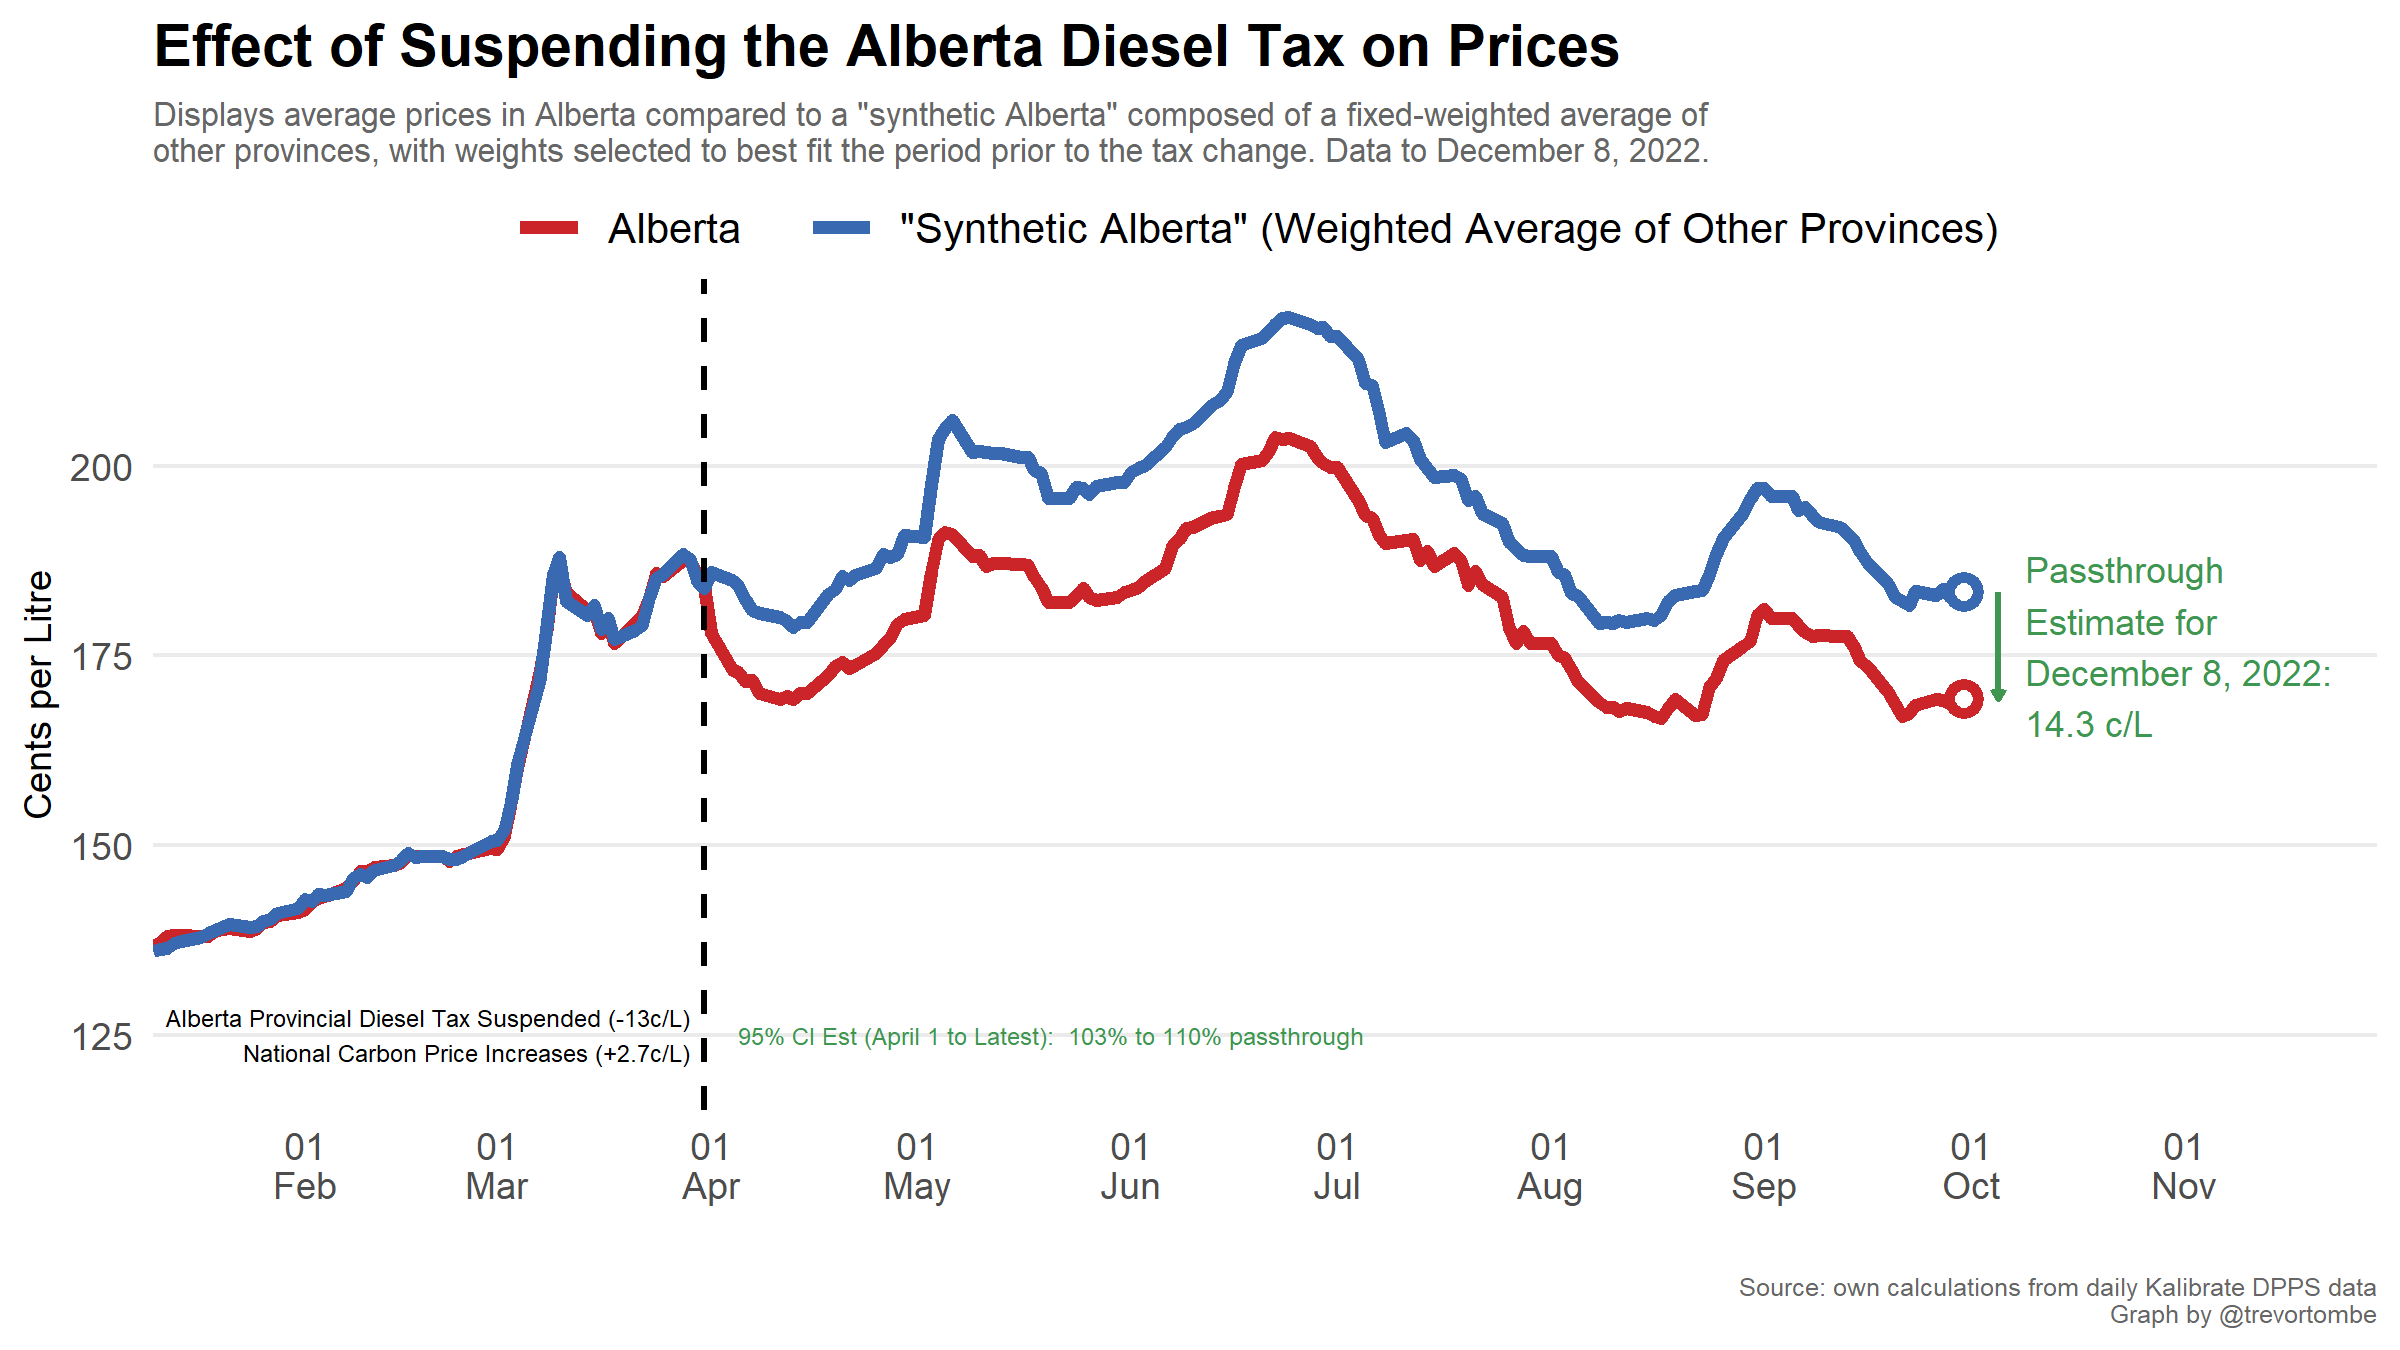 Effect of Suspending the Alberta Diesel Tax on Prices
Displays average prices in Alberta compared to a "synthetic Alberta" composed of a fixed-weighted average of
other provinces, with weights selected to best fit the period prior to the tax change. Data to December 8, 2022.
Alberta
"Synthetic Alberta" (Weighted Average of Other Provinces)
Cents per Litre
200
175
150
125
Passthrough
Estimate for
December 8, 2022:
14.3 c/L
Alberta Provincial Diesel Tax Suspended (-13c/L)
National Carbon Price Increases (+2.7c/L)
95% CI Est (April 1 to Latest):  103% to 110% passthrough
01 Feb
01 Mar
01 Apr
01 May
01 Jun
01 Jul
01 Aug
01 Sep
01 Oct
01 Nov
Source: own calculations from daily Kalibrate DPPS data
Graph by @trevortombe